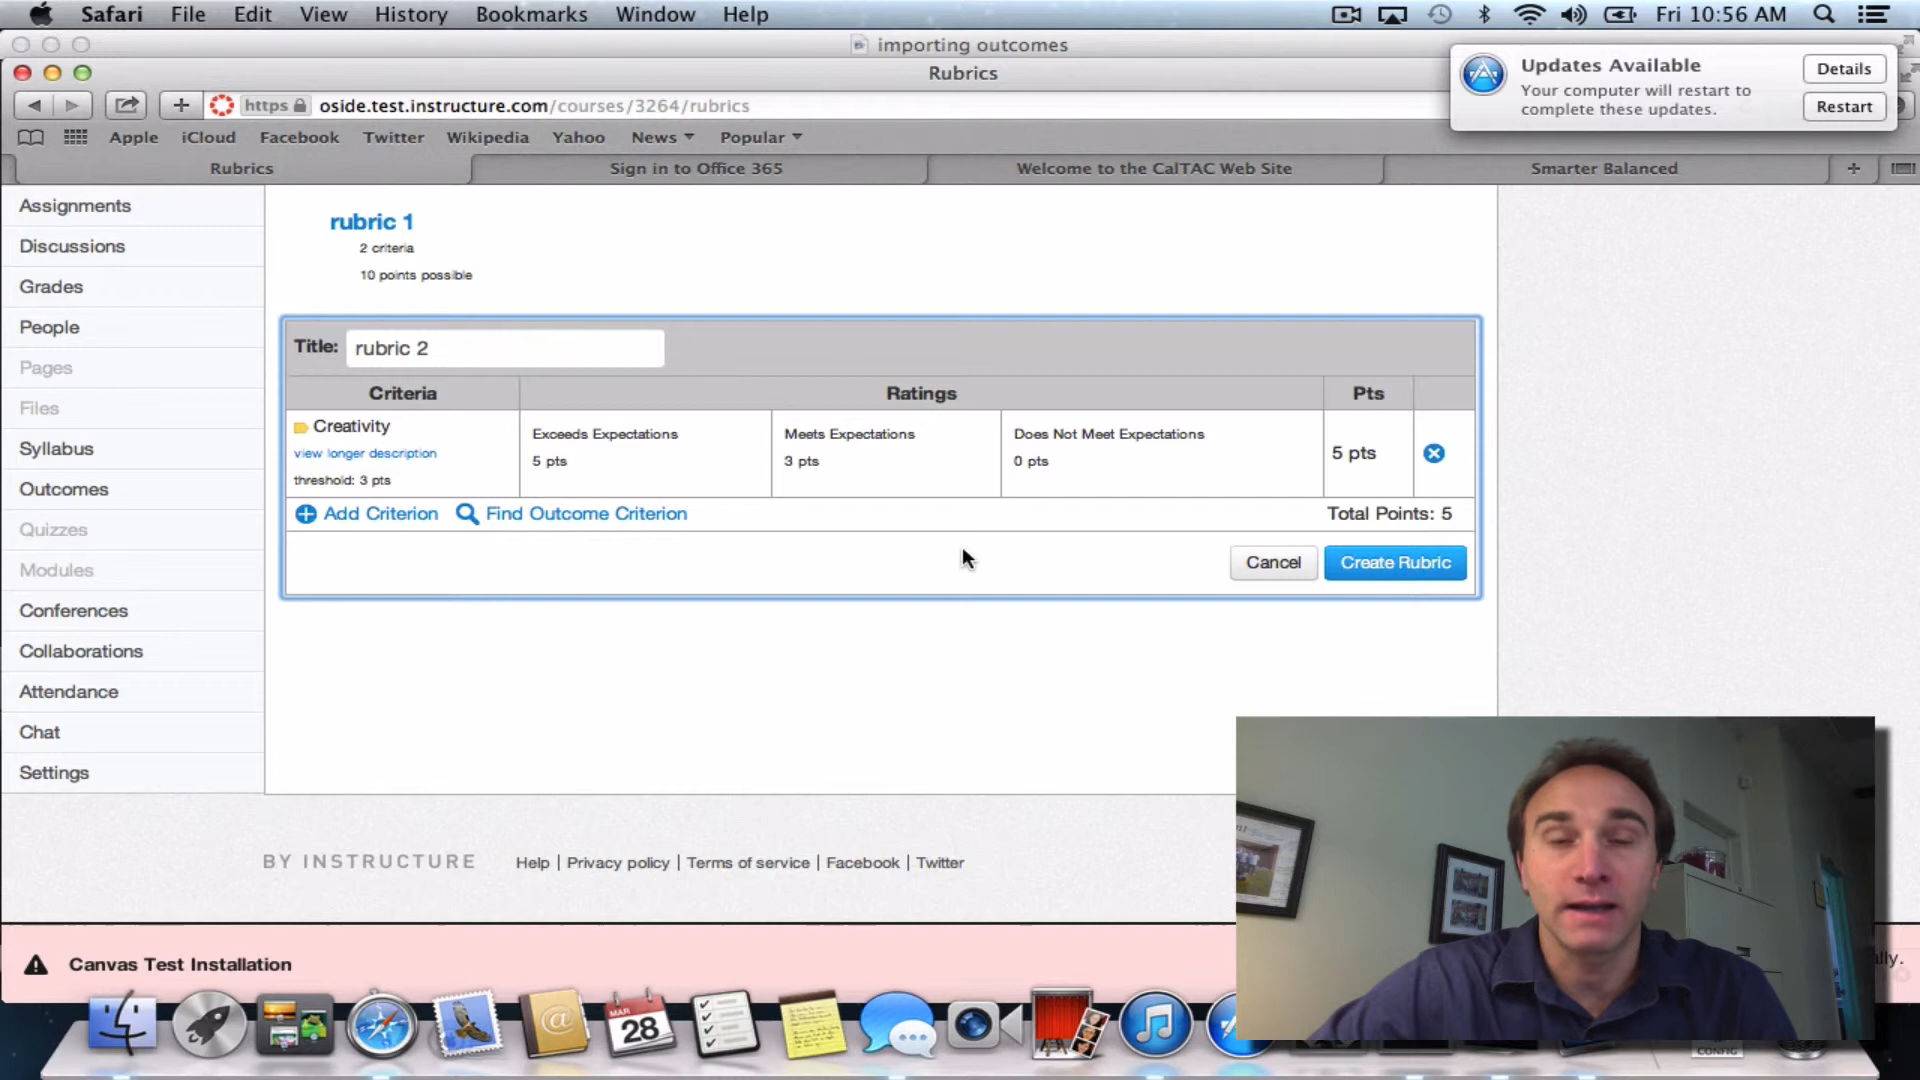 Safari File Edit View History Bookmarks Window Help Fri 10:56 AM
importing outcomes
Rubrics
Updates Available
Your computer will restart to
complete these updates.
Details
Restart
https oside.test.instructure.com/courses/3264/rubrics
Apple iCloud Facebook Twitter Wikipedia Yahoo News Popular
Rubrics Sign in to Office 365 Welcome to the CalTAC Web Site Smarter Balanced
Assignments
Discussions
Grades
People
Pages
Files
Syllabus
Outcomes
Quizzes
Modules
Conferences
Collaborations
Attendance
Chat
Settings
rubric 1
2 criteria
10 points possible
Title: rubric 2
Criteria Ratings Pts
Creativity
view longer description
threshold: 3 pts
Exceeds Expectations
5 pts
Meets Expectations
3 pts
Does Not Meet Expectations
0 pts
5 pts
Add Criterion Find Outcome Criterion Total Points: 5
Cancel Create Rubric
BY INSTRUCTURE Help | Privacy policy | Terms of service | Facebook | Twitter
Canvas Test Installation
MAR
28
CONFIG